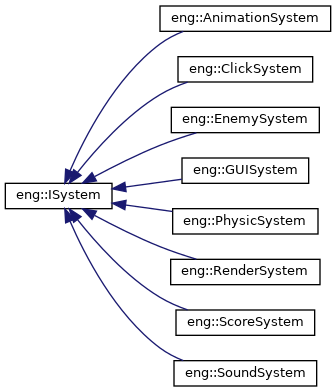 eng::AnimationSystem
eng::ClickSystem
eng::EnemySystem
eng::GUISystem
eng::ISystem
eng::PhysicSystem
eng::RenderSystem
eng::ScoreSystem
eng::SoundSystem